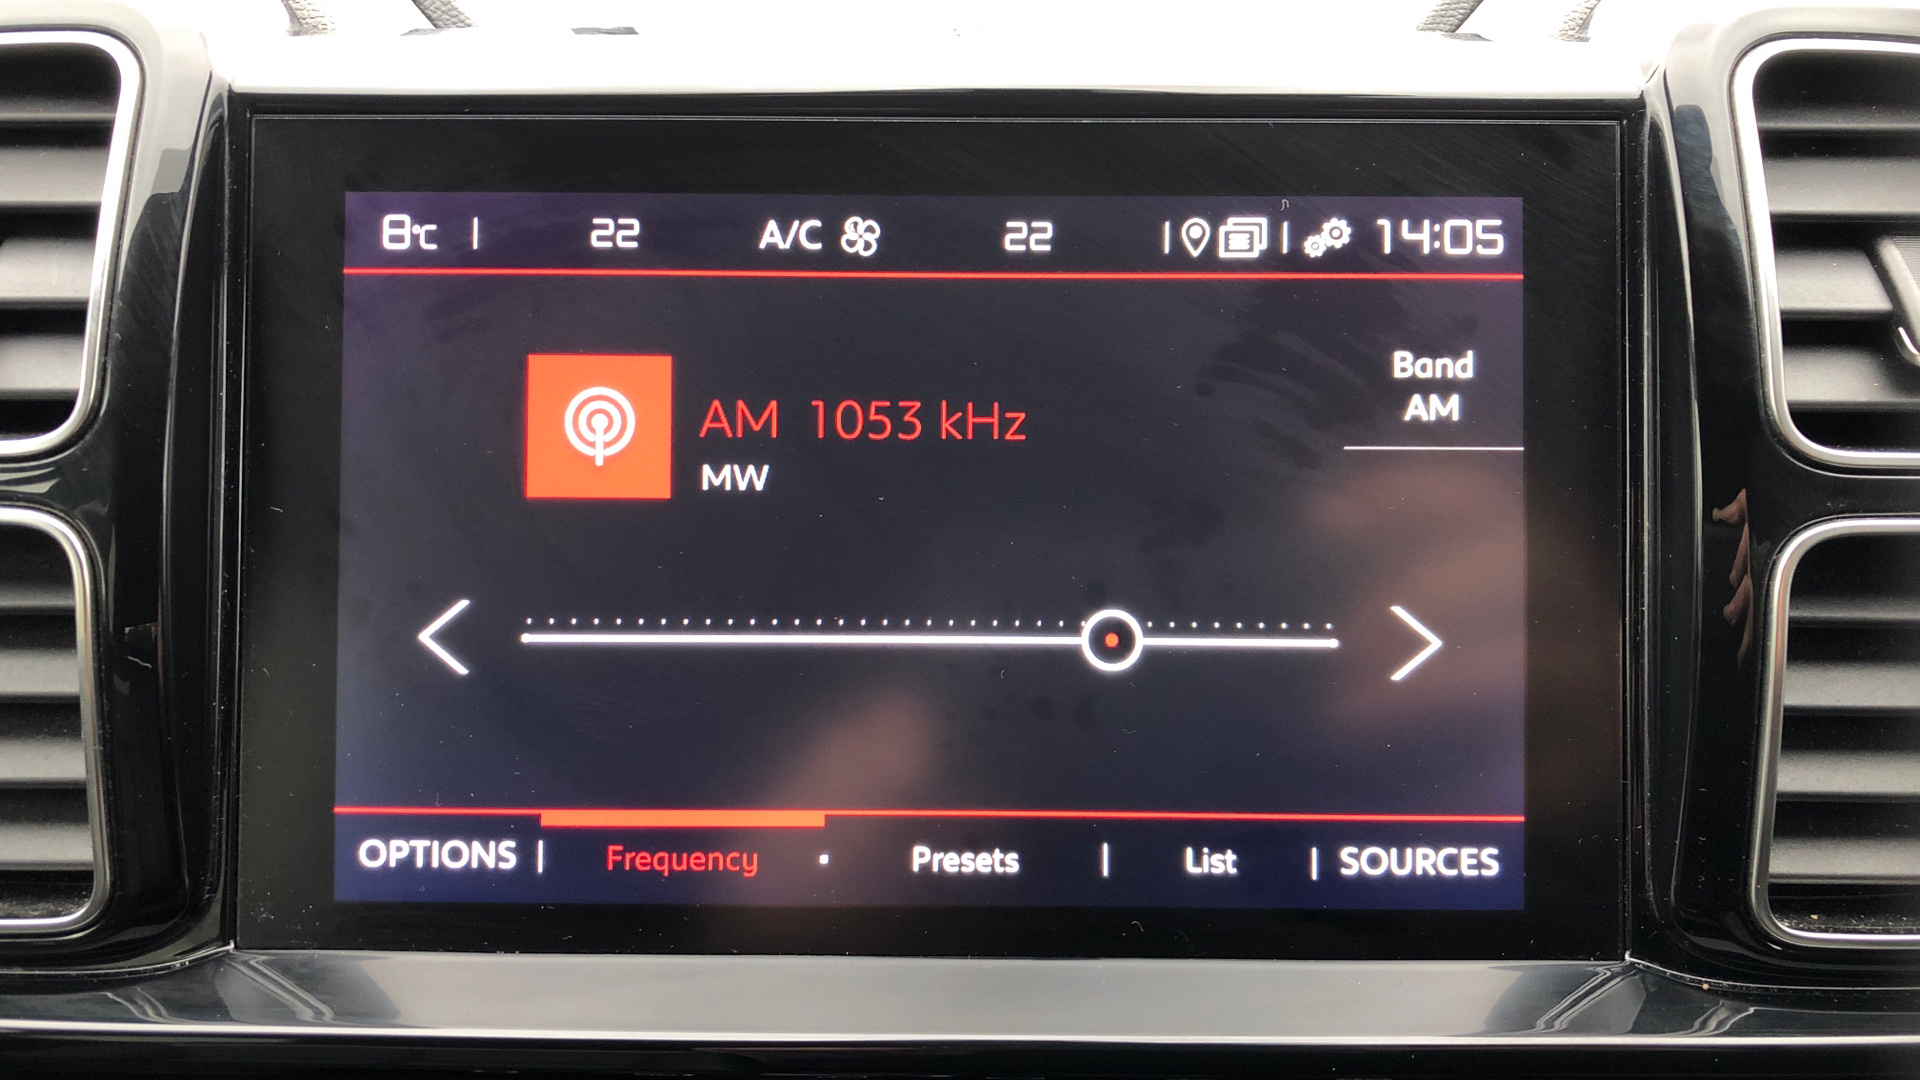 8°C | 22 A/C 22 | | 14:05
Band
AM
AM 1053 kHz
MW
OPTIONS | Frequency · Presets | List | SOURCES